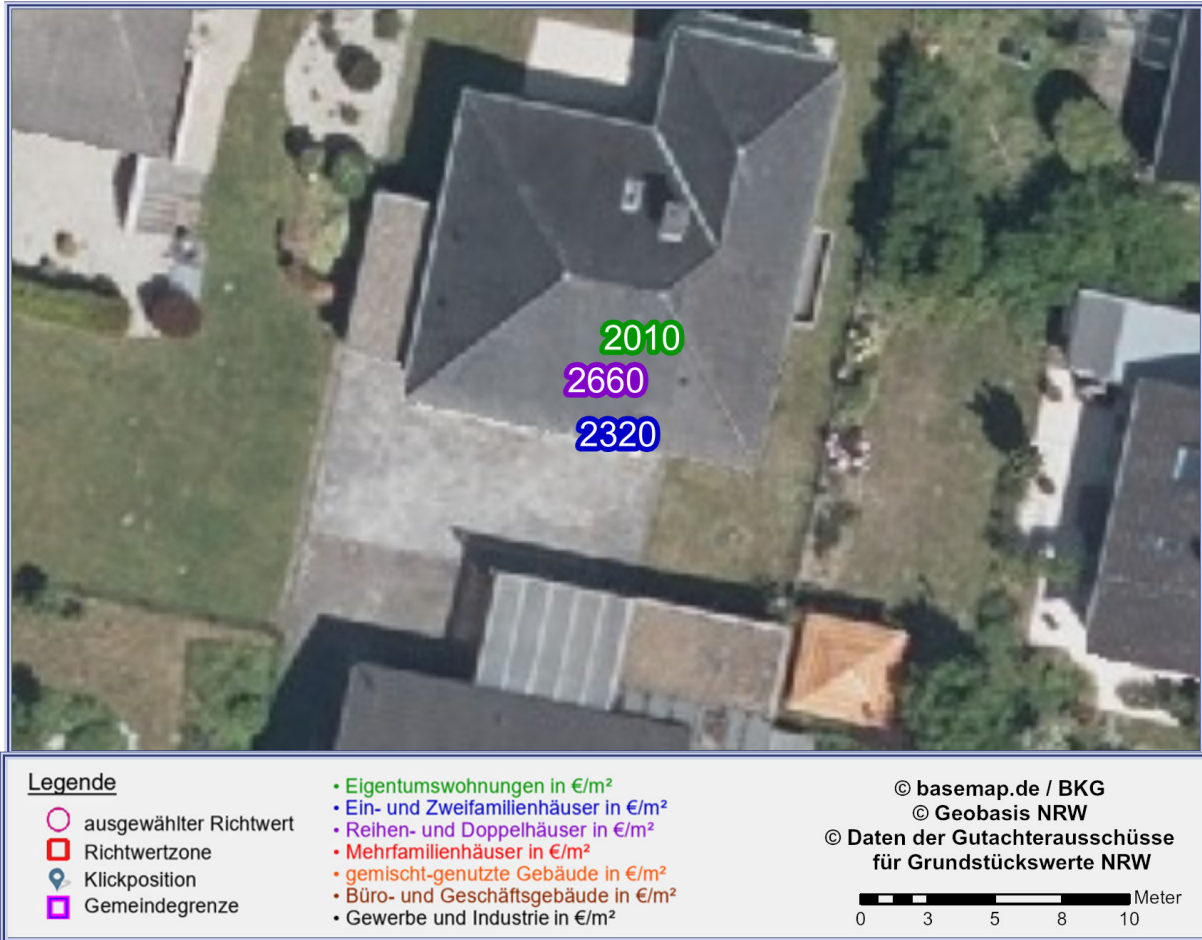 2010
2660
2320
Legende
ausgewählter Richtwert
Richtwertzone
Klickposition
Gemeindegrenze
• Eigentumswohnungen in €/m²
• Ein- und Zweifamilienhäuser in €/m²
• Reihen- und Doppelhäuser in €/m²
• Mehrfamilienhäuser in €/m²
• gemischt-genutzte Gebäude in €/m²
• Büro- und Geschäftsgebäude in €/m²
• Gewerbe und Industrie in €/m²
© basemap.de / BKG
© Geobasis NRW
© Daten der Gutachterausschüsse
für Grundstückswerte NRW
Meter
0 3 5 8 10